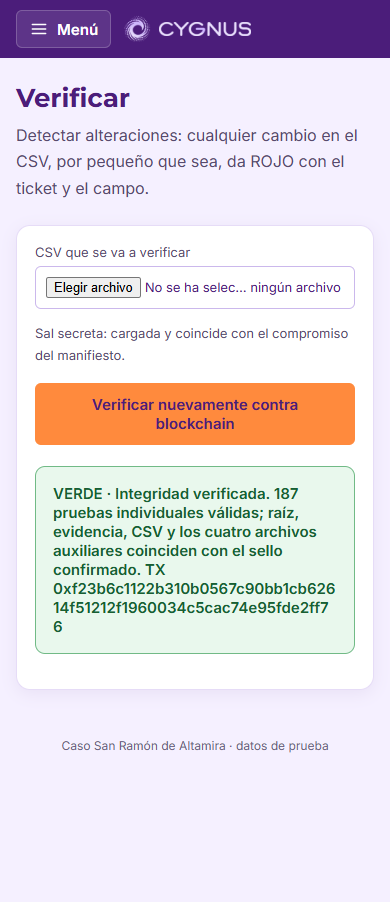 Menú
CYGNUS
Verificar
Detectar alteraciones: cualquier cambio en el
CSV, por pequeño que sea, da ROJO con el
ticket y el campo.
CSV que se va a verificar
Elegir archivo No se ha selec... ningún archivo
Sal secreta: cargada y coincide con el compromiso
del manifiesto.
Verificar nuevamente contra
blockchain
VERDE · Integridad verificada. 187
pruebas individuales válidas; raíz,
evidencia, CSV y los cuatro archivos
auxiliares coinciden con el sello
confirmado. TX
0xf23b6c1122b310b0567c90bb1cb626
14f51212f1960034c5cac74e95fde2ff7
6
Caso San Ramón de Altamira · datos de prueba